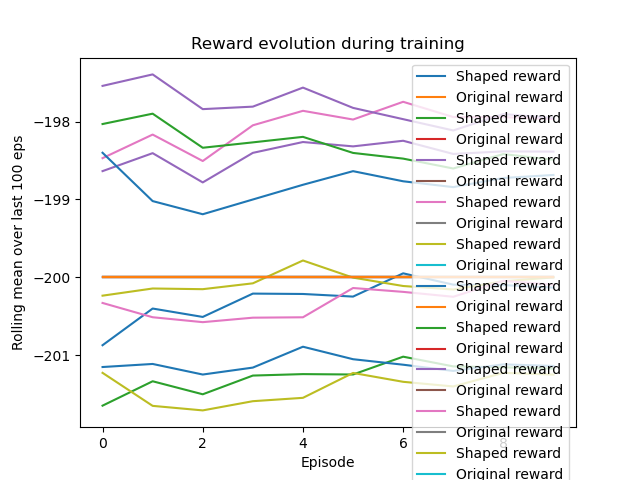 Reward evolution during training
Rolling mean over last 100 eps
−198
−199
−200
−201
0
2
4
6
8
Episode
Shaped reward
Original reward
Shaped reward
Original reward
Shaped reward
Original reward
Shaped reward
Original reward
Shaped reward
Original reward
Shaped reward
Original reward
Shaped reward
Original reward
Shaped reward
Original reward
Shaped reward
Original reward
Shaped reward
Original reward